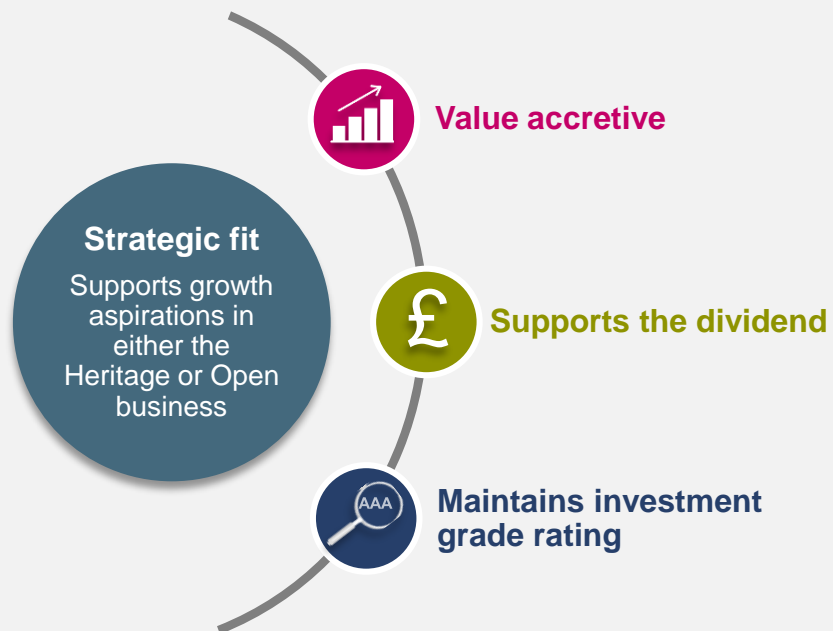 Strategic fit
Supports growth
aspirations in
either the
Heritage or Open
business
Value accretive
£
Supports the dividend
AAA
Maintains investment
grade rating